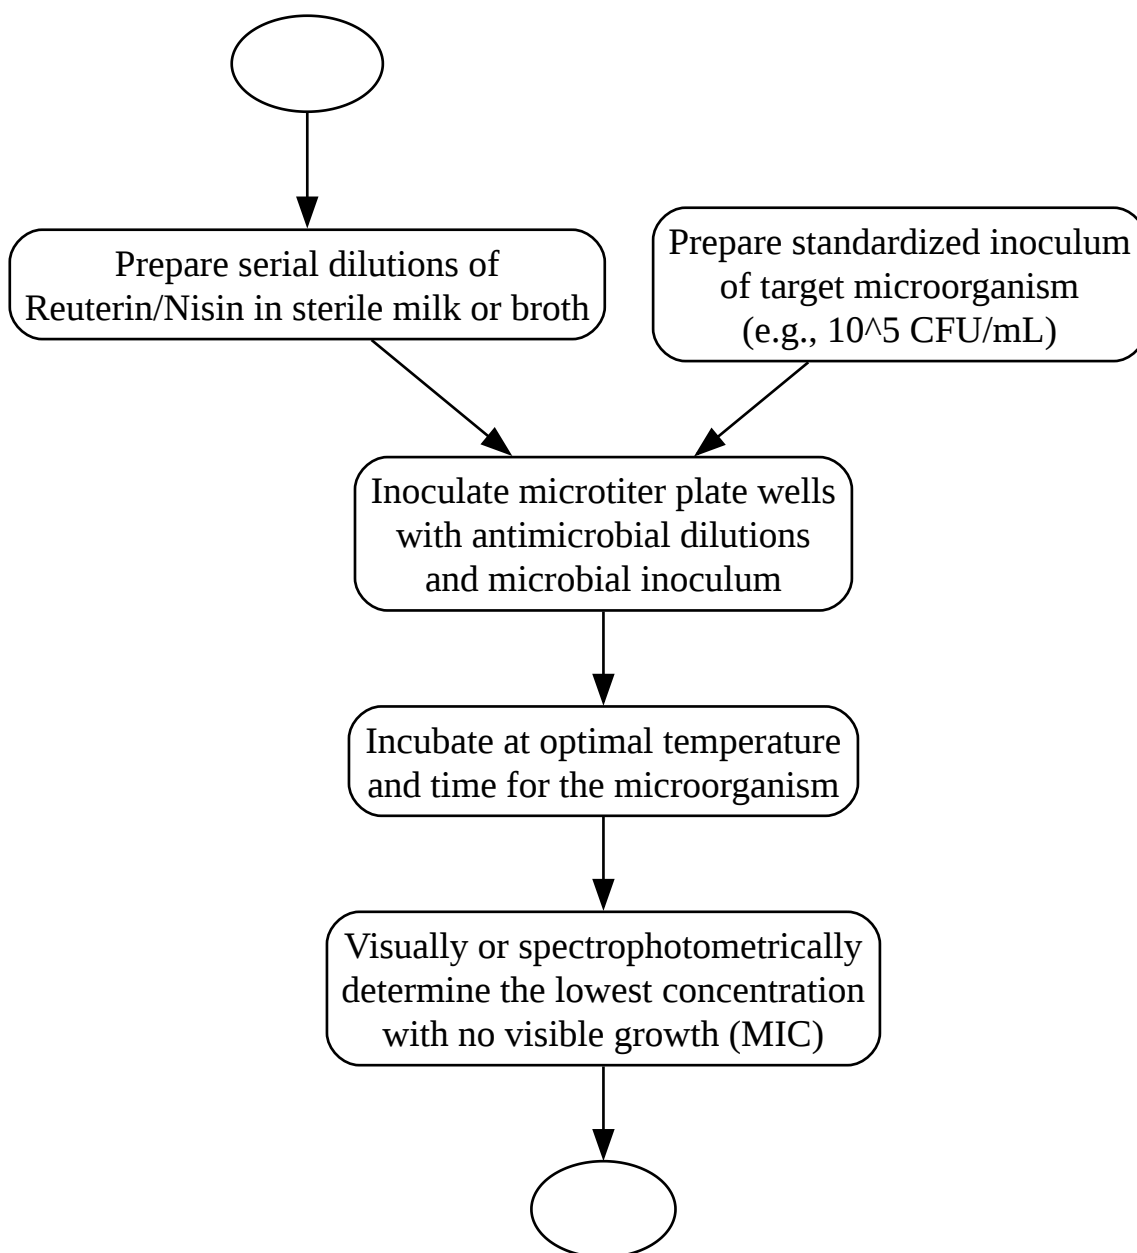 Prepare serial dilutions of
Reuterin/Nisin in sterile milk or broth
Prepare standardized inoculum
of target microorganism
(e.g., 10^5 CFU/mL)
Inoculate microtiter plate wells
with antimicrobial dilutions
and microbial inoculum
Incubate at optimal temperature
and time for the microorganism
Visually or spectrophotometrically
determine the lowest concentration
with no visible growth (MIC)